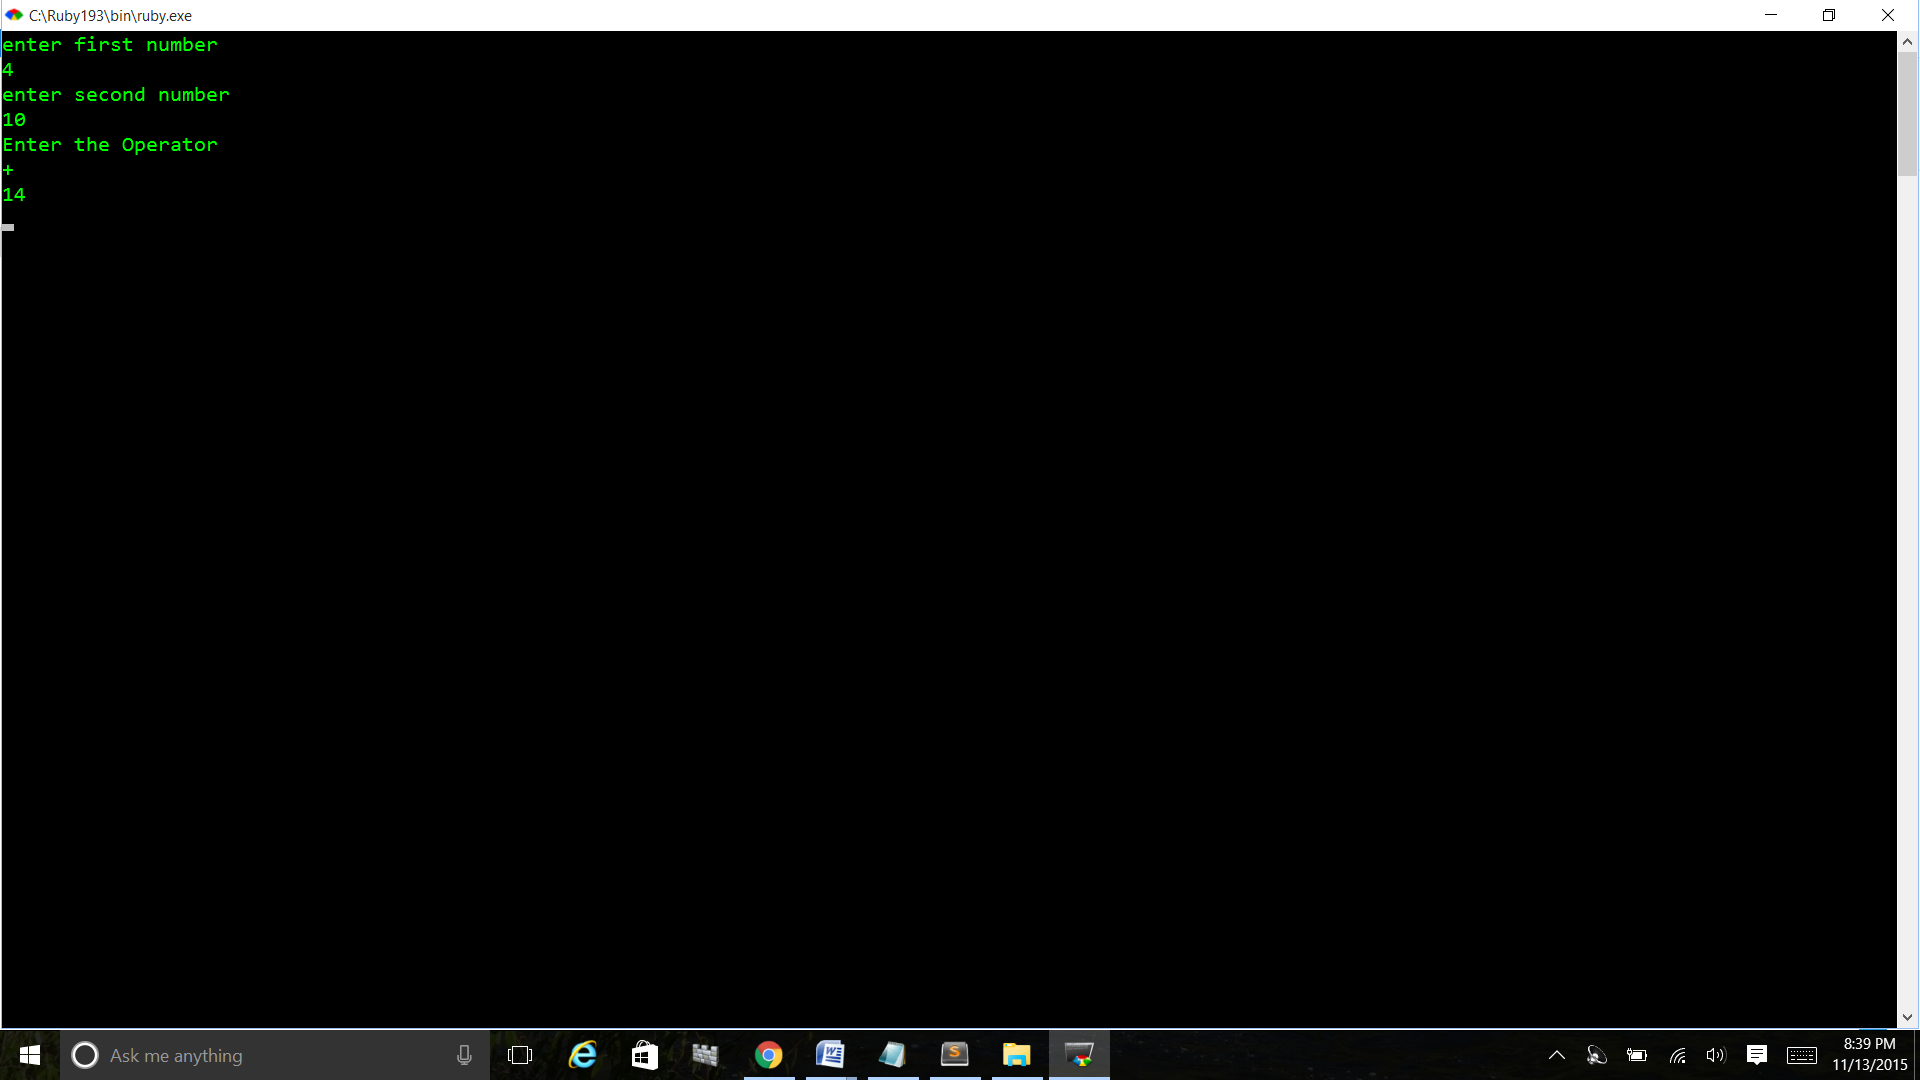 C:\Ruby193\bin\ruby.exe
enter first number
4
enter second number
10
Enter the Operator
+
14
Ask me anything
8:39 PM
11/13/2015